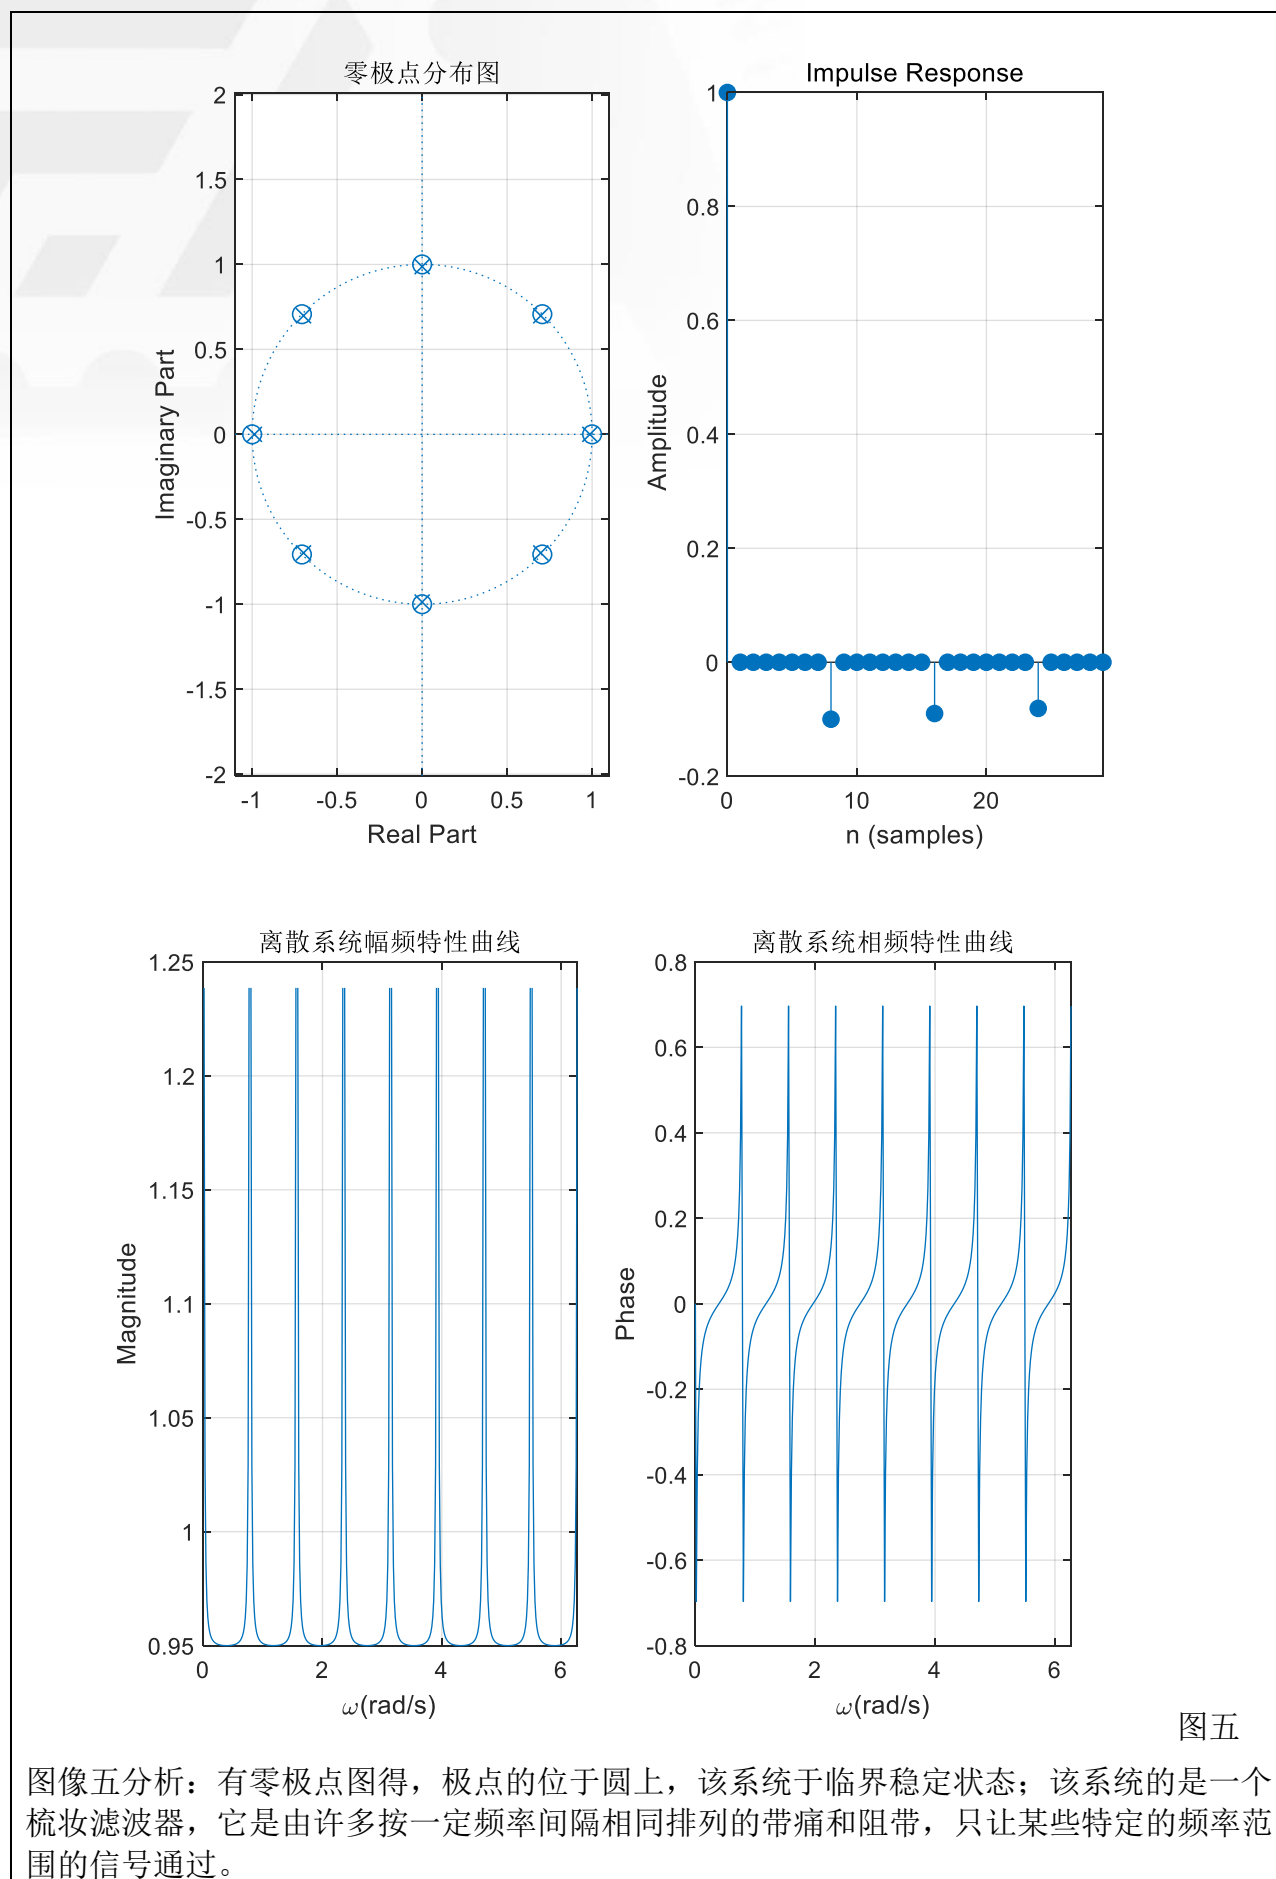 零极点分布图
2
1.5
1
0.5
0
-0.5
-1
-1.5
-2
Imaginary Part
-1 -0.5 0 0.5 1
Real Part
Impulse Response
1
0.8
0.6
0.4
0.2
0
-0.2
Amplitude
0 10 20
n (samples)
离散系统幅频特性曲线
1.25
1.2
1.15
1.1
1.05
1
0.95
Magnitude
0 2 4 6
ω(rad/s)
离散系统相频特性曲线
0.8
0.6
0.4
0.2
0
-0.2
-0.4
-0.6
-0.8
Phase
0 2 4 6
ω(rad/s)
图五
图像五分析：有零极点图得，极点的位于圆上，该系统于临界稳定状态；该系统的是一个
梳妆滤波器，它是由许多按一定频率间隔相同排列的带痛和阻带，只让某些特定的频率范
围的信号通过。